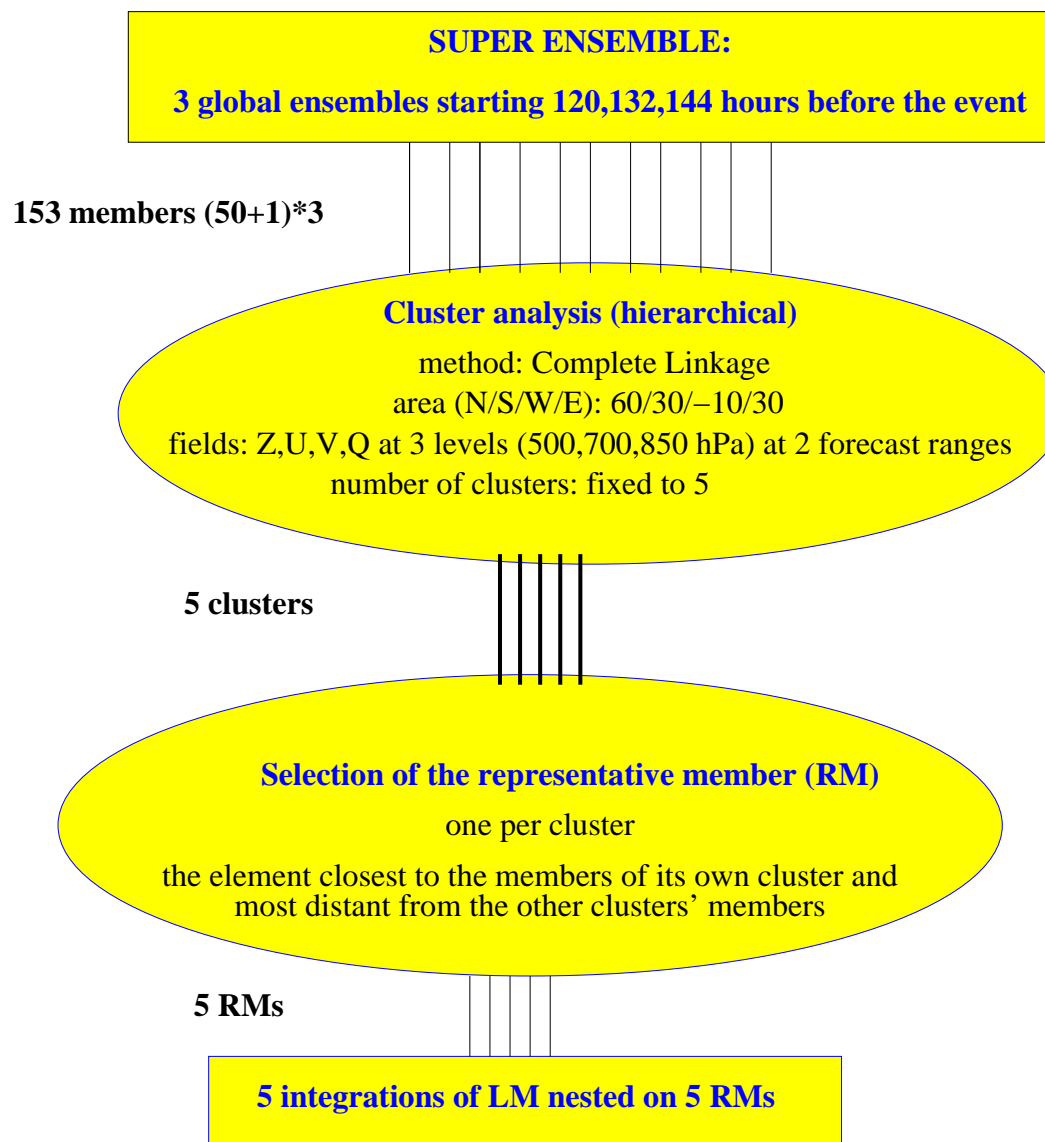 SUPER ENSEMBLE:
3 global ensembles starting 120,132,144 hours before the event
153 members (50+1)*3
Cluster analysis (hierarchical)
method: Complete Linkage
area (N/S/W/E): 60/30/−10/30
fields: Z,U,V,Q at 3 levels (500,700,850 hPa) at 2 forecast ranges
number of clusters: fixed to 5
5 clusters
Selection of the representative member (RM)
one per cluster
the element closest to the members of its own cluster and
most distant from the other clusters’ members
5 RMs
5 integrations of LM nested on 5 RMs